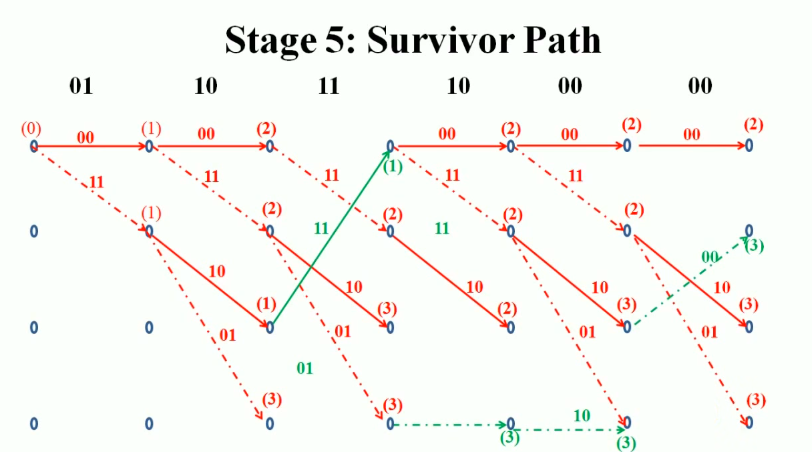 Stage 5: Survivor Path
01 10 11 10 00 00
(0) 00 (1) 00 (2) 00 (2) 00 (2) 00 (2)
(1)
11 11 11 11 11
(1) (2) (2) (2) (2)
11 11 00 (3)
10 10 10 10 10
(1) (3) (2) (3) (3)
01 01 01 01
01
(3) (3) (3)
10
(3) (3)